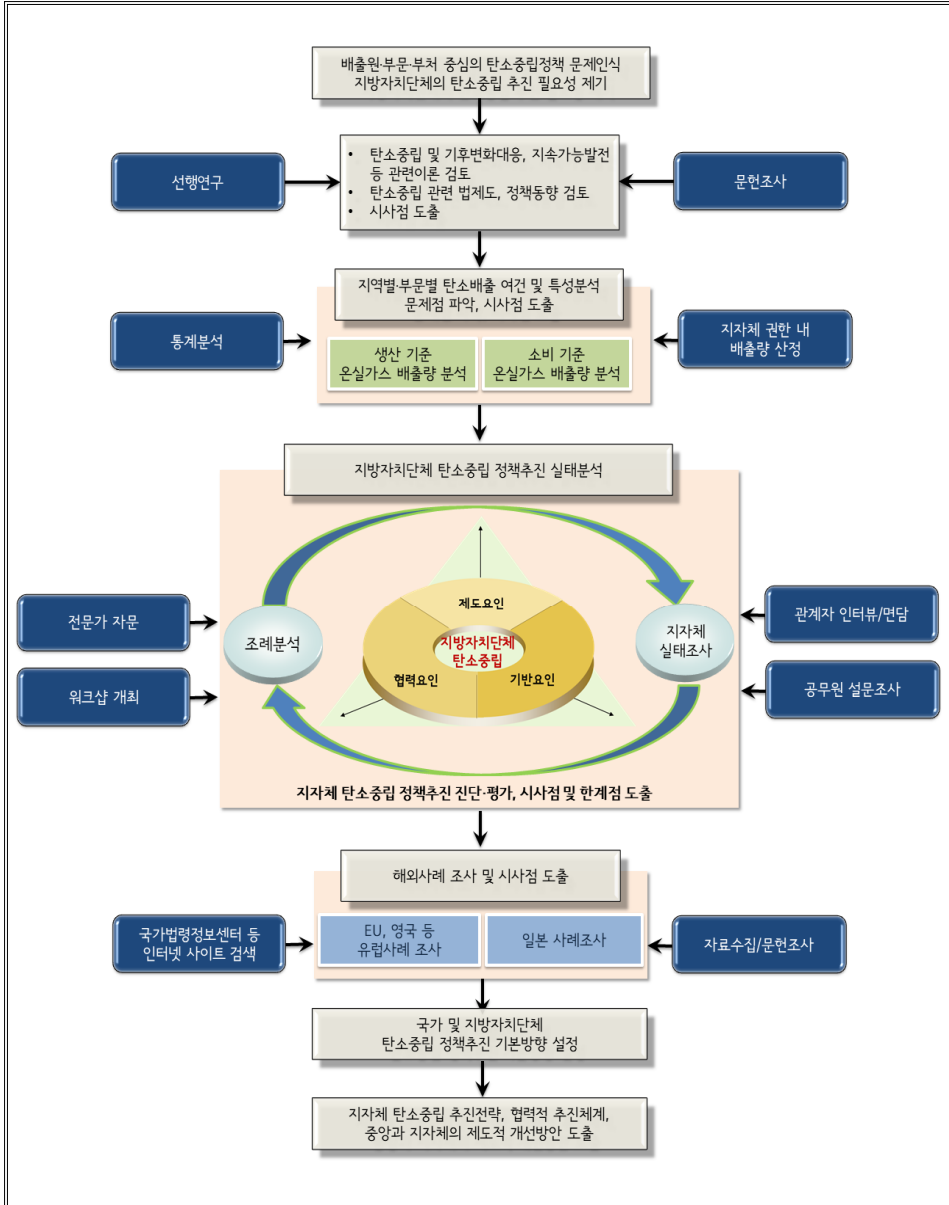 배출원·부문·부처 중심의 탄소중립정책 문제인식
지방자치단체의 탄소중립 추진 필요성 제기
선행연구
• 탄소중립 및 기후변화대응, 지속가능발전
등 관련이론 검토
• 탄소중립 관련 법제도, 정책동향 검토
• 시사점 도출
문헌조사
지역별·부문별 탄소배출 여건 및 특성분석
문제점 파악, 시사점 도출
통계분석
생산 기준
온실가스 배출량 분석
소비 기준
온실가스 배출량 분석
지자체 권한 내
배출량 산정
지방자치단체 탄소중립 정책추진 실태분석
전문가 자문
워크샵 개최
조례분석
제도요인
지방자치단체
탄소중립
협력요인
기반요인
지자체
실태조사
관계자 인터뷰/면담
공무원 설문조사
지자체 탄소중립 정책추진 진단·평가, 시사점 및 한계점 도출
해외사례 조사 및 시사점 도출
국가법령정보센터 등
인터넷 사이트 검색
EU, 영국 등
유럽사례 조사
일본 사례조사
자료수집/문헌조사
국가 및 지방자치단체
탄소중립 정책추진 기본방향 설정
지자체 탄소중립 추진전략, 협력적 추진체계,
중앙과 지자체의 제도적 개선방안 도출